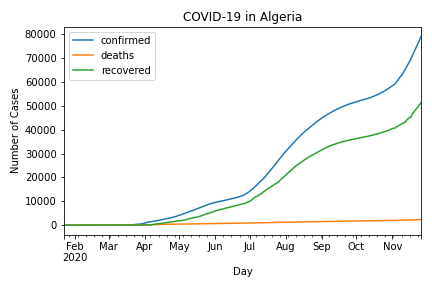 COVID-19 in Algeria
confirmed
deaths
recovered
80000
70000
60000
50000
40000
30000
20000
10000
0
Number of Cases
Feb Mar Apr May Jun Jul Aug Sep Oct Nov
2020
Day